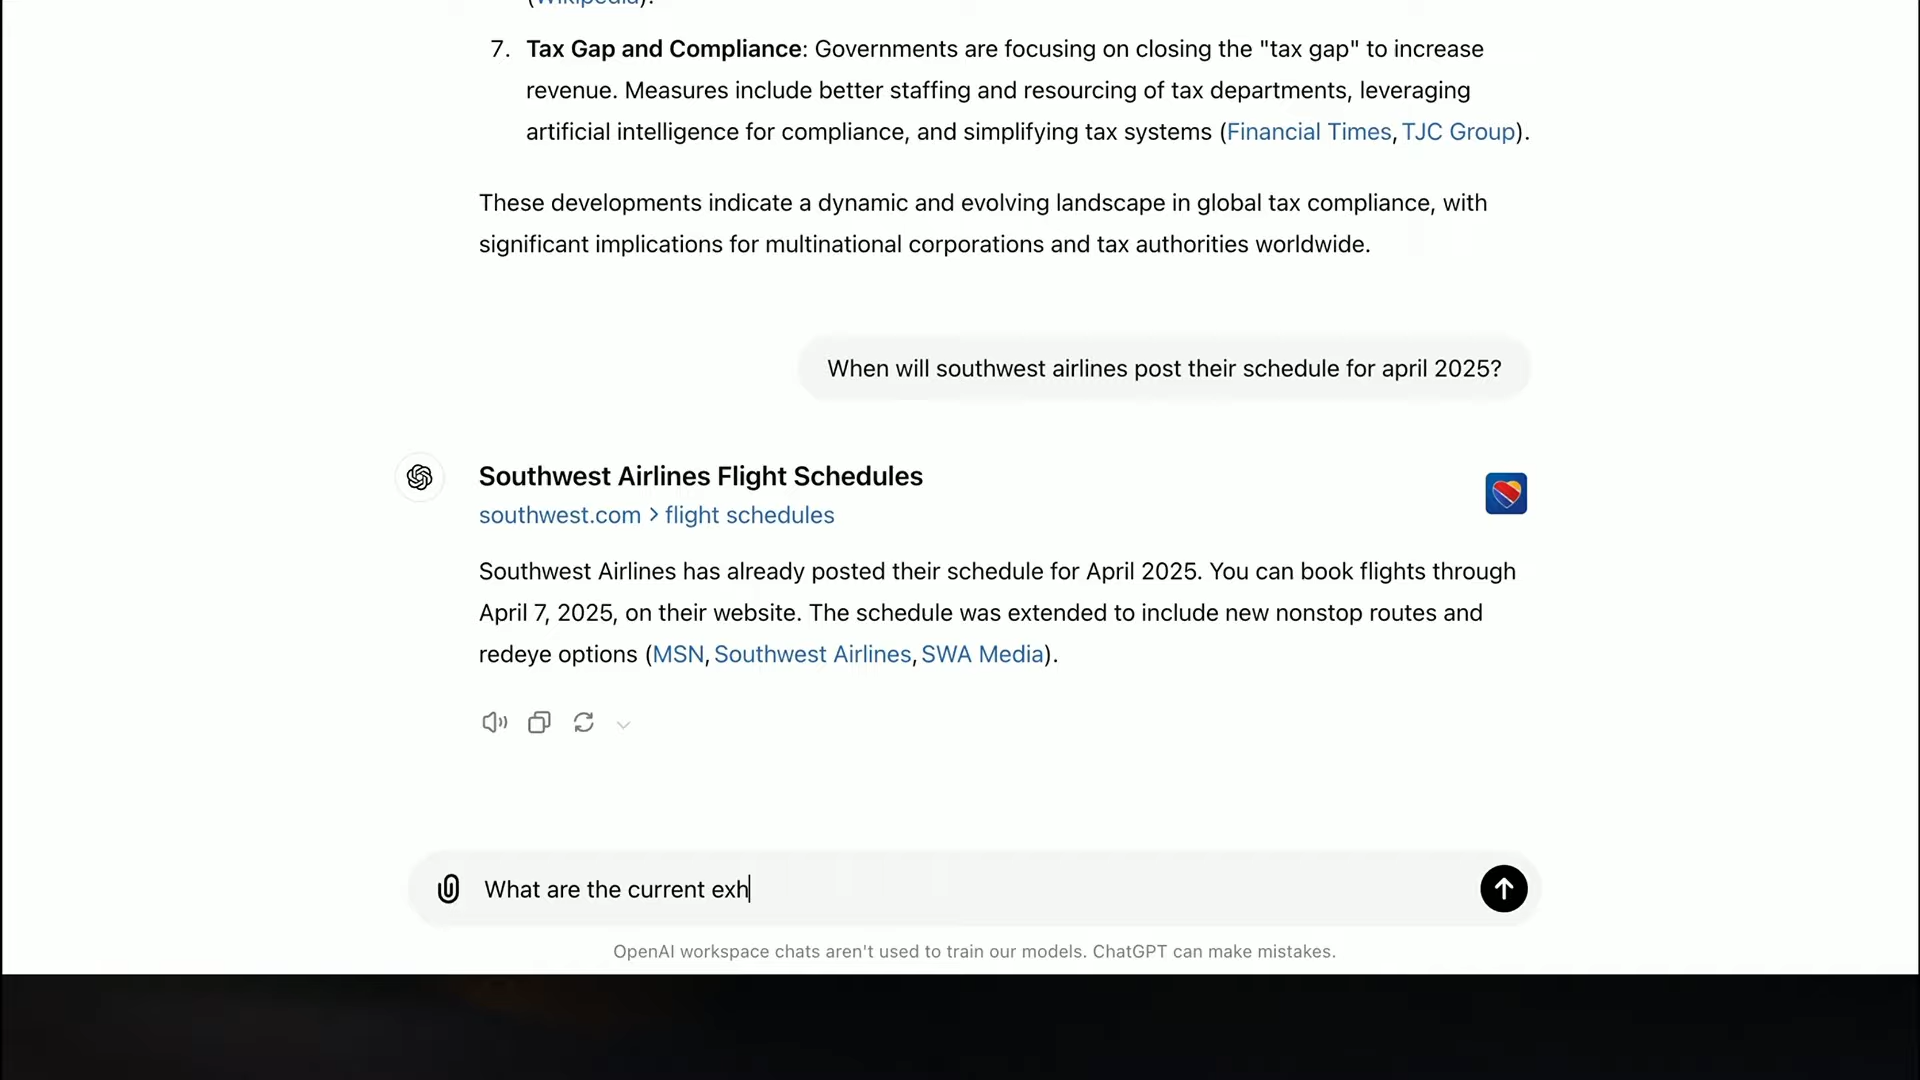 (Wikipedia).
7. Tax Gap and Compliance: Governments are focusing on closing the "tax gap" to increase
revenue. Measures include better staffing and resourcing of tax departments, leveraging
artificial intelligence for compliance, and simplifying tax systems (Financial Times, TJC Group).
These developments indicate a dynamic and evolving landscape in global tax compliance, with
significant implications for multinational corporations and tax authorities worldwide.
When will southwest airlines post their schedule for april 2025?
Southwest Airlines Flight Schedules
southwest.com > flight schedules
Southwest Airlines has already posted their schedule for April 2025. You can book flights through
April 7, 2025, on their website. The schedule was extended to include new nonstop routes and
redeye options (MSN, Southwest Airlines, SWA Media).
What are the current exh
OpenAI workspace chats aren't used to train our models. ChatGPT can make mistakes.